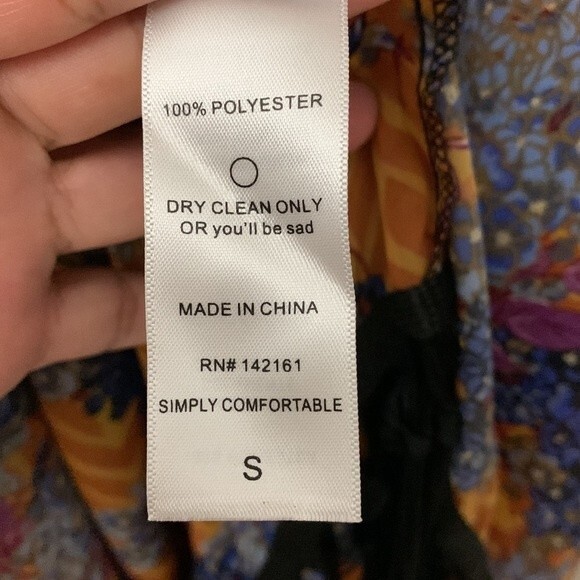 100% POLYESTER
DRY CLEAN ONLY
OR you'll be sad
MADE IN CHINA
RN# 142161
SIMPLY COMFORTABLE
S